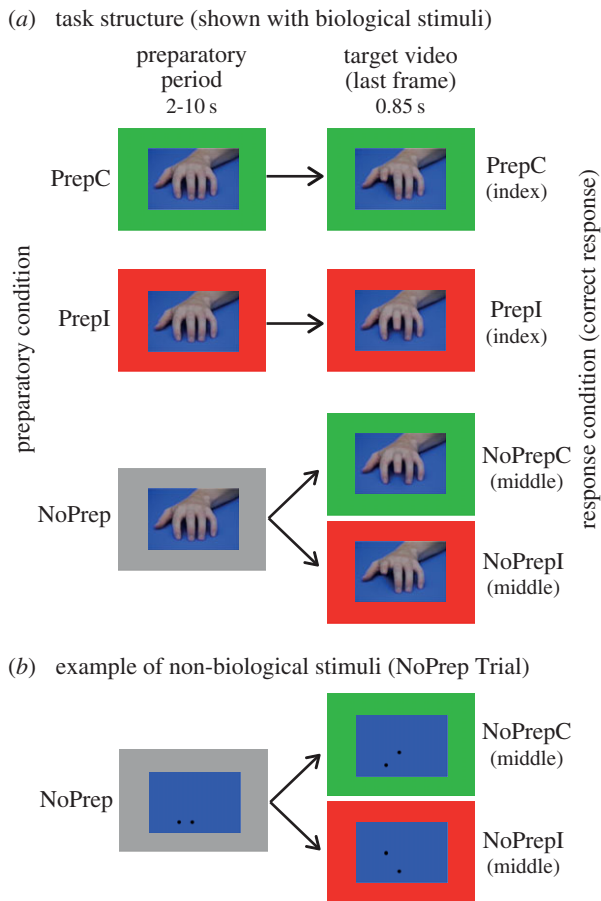 (a) task structure (shown with biological stimuli)
preparatory
period
2-10 s
target video
(last frame)
0.85 s
preparatory condition
PrepC
PrepC
(index)
PrepI
PrepI
(index)
NoPrep
NoPrepC
(middle)
NoPrepI
(middle)
response condition (correct response)
(b) example of non-biological stimuli (NoPrep Trial)
NoPrep
NoPrepC
(middle)
NoPrepI
(middle)